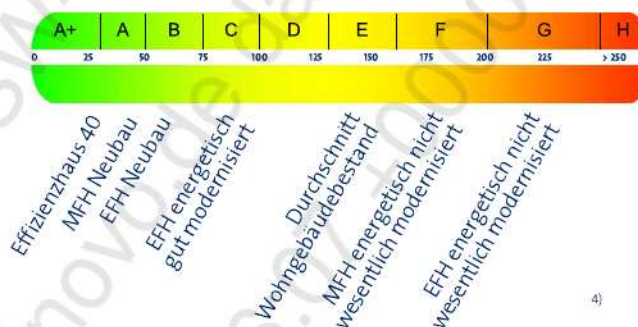 A+ A B C D E F G H
0 25 50 75 100 125 150 175 200 225 > 250
Effizienzhaus 40
MFH Neubau
EFH Neubau
EFH energetisch
gut modernisiert
Durchschnitt
Wohngebäudebestand
MFH energetisch nicht
wesentlich modernisiert
EFH energetisch nicht
wesentlich modernisiert
4)